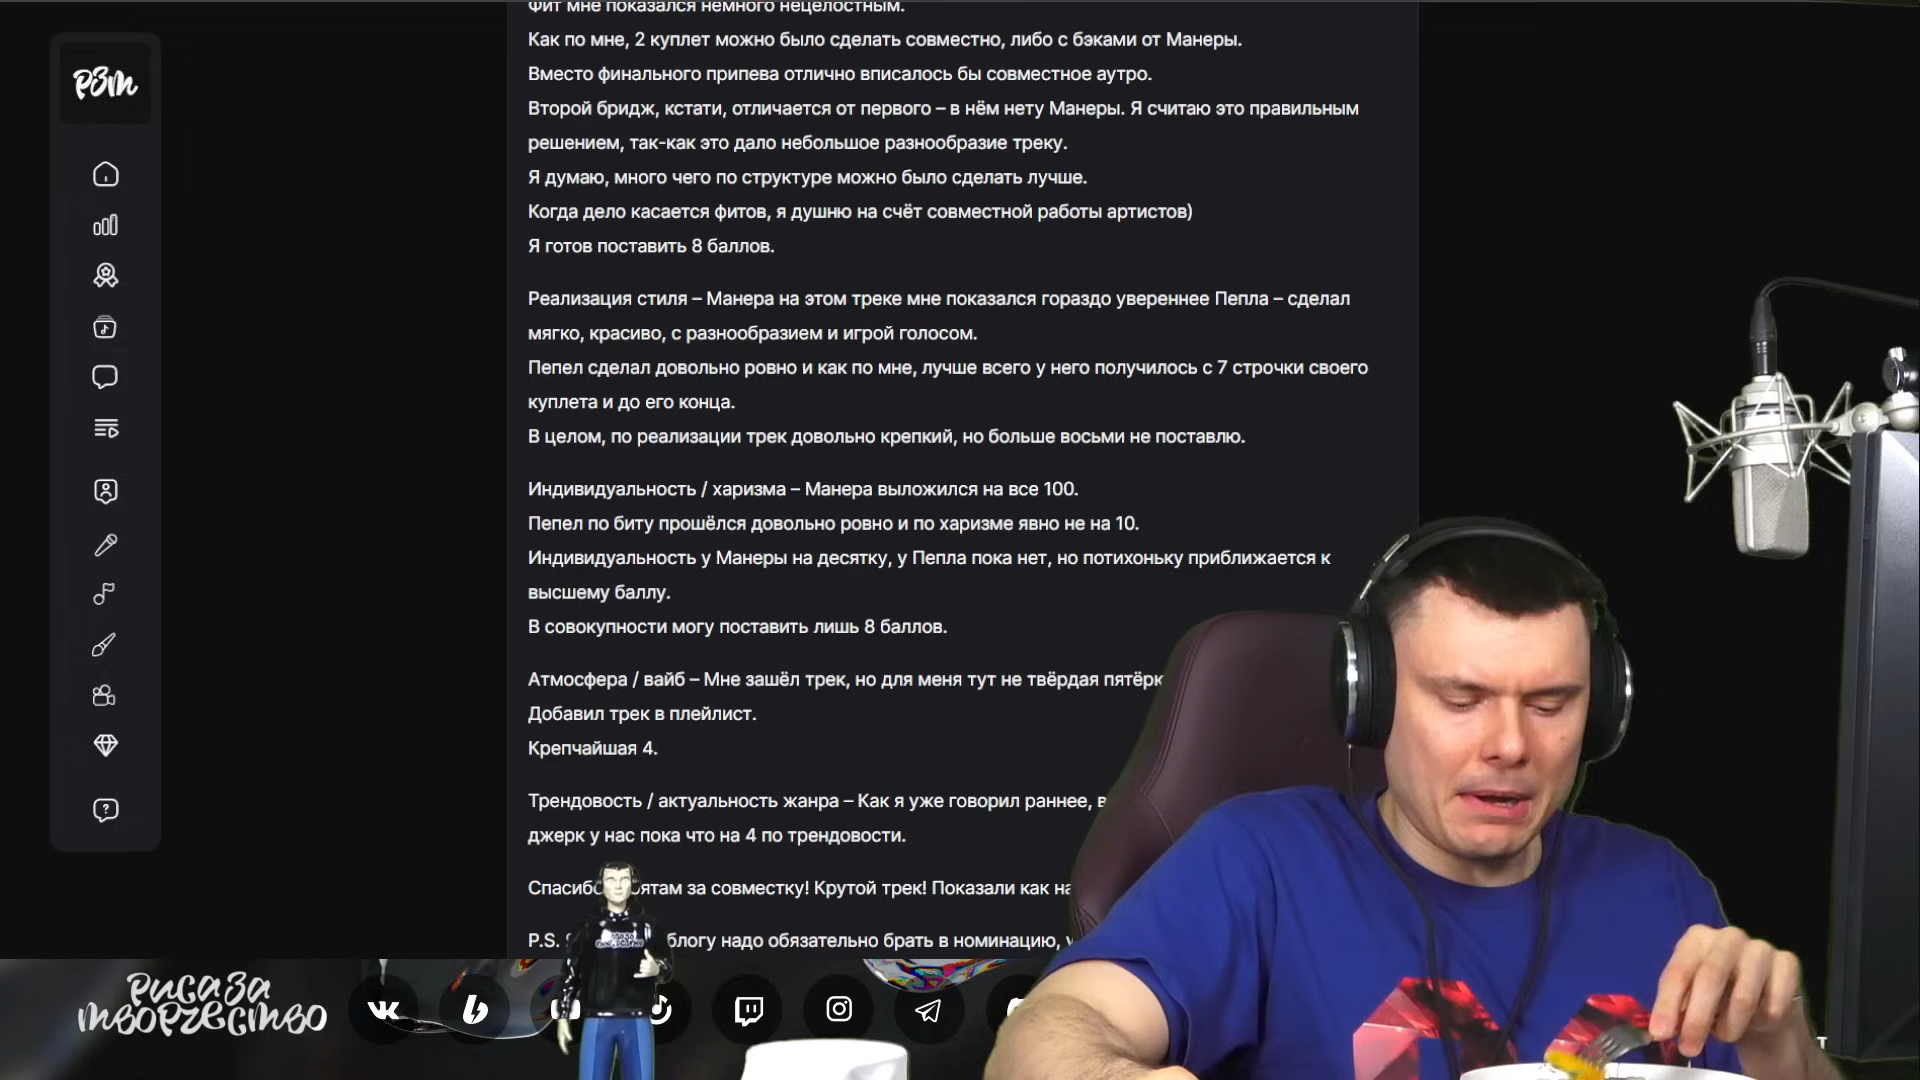 Фит мне показался немного нецелостным.
Как по мне, 2 куплет можно было сделать совместно, либо с бэками от Манеры.
Вместо финального припева отлично вписалось бы совместное аутро.
Второй бридж, кстати, отличается от первого – в нём нету Манеры. Я считаю это правильным
решением, так-как это дало небольшое разнообразие треку.
Я думаю, много чего по структуре можно было сделать лучше.
Когда дело касается фитов, я душню на счёт совместной работы артистов)
Я готов поставить 8 баллов.
Реализация стиля – Манера на этом треке мне показался гораздо увереннее Пепла – сделал
мягко, красиво, с разнообразием и игрой голосом.
Пепел сделал довольно ровно и как по мне, лучше всего у него получилось с 7 строчки своего
куплета и до его конца.
В целом, по реализации трек довольно крепкий, но больше восьми не поставлю.
Индивидуальность / харизма – Манера выложился на все 100.
Пепел по биту прошёлся довольно ровно и по харизме явно не на 10.
Индивидуальность у Манеры на десятку, у Пепла пока нет, но потихоньку приближается к
высшему баллу.
В совокупности могу поставить лишь 8 баллов.
Атмосфера / вайб – Мне зашёл трек, но для меня тут не твёрдая пятёрк
Добавил трек в плейлист.
Крепчайшая 4.
Трендовость / актуальность жанра – Как я уже говорил раннее, в
джерк у нас пока что на 4 по трендовости.
ятам за совместку! Крутой трек! Показали как на
P.S. блогу надо обязательно брать в номинацию,
РЗТ
риса за
творчество